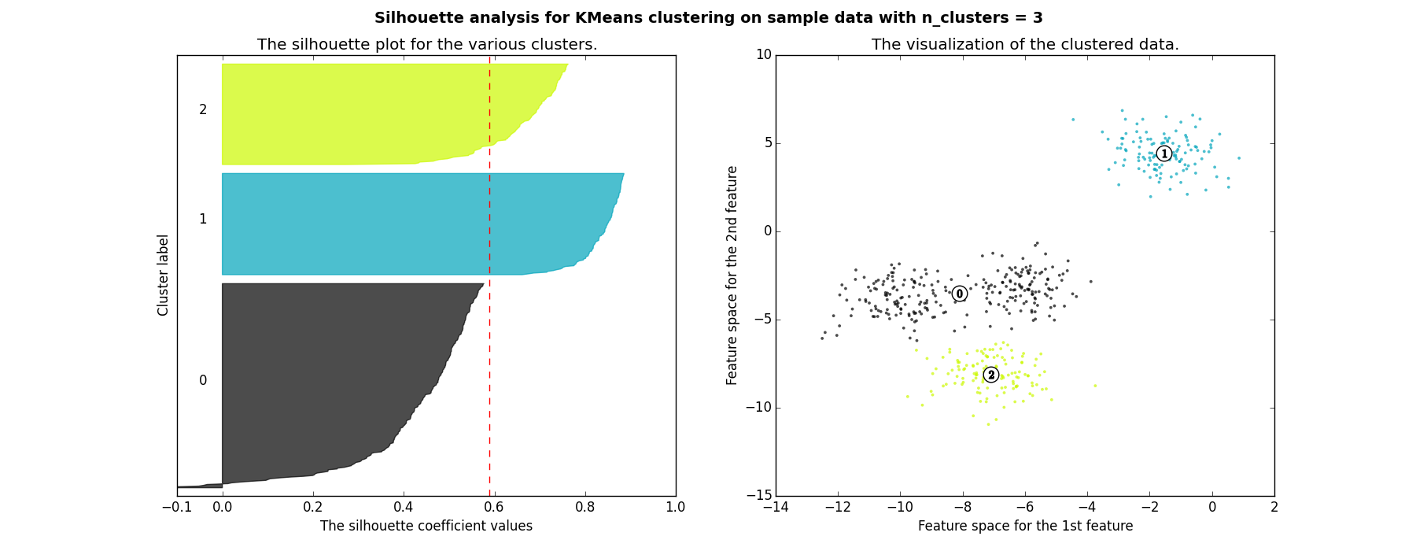 Silhouette analysis for KMeans clustering on sample data with n_clusters = 3
The silhouette plot for the various clusters.
2
1
0
Cluster label
−0.1 0.0 0.2 0.4 0.6 0.8 1.0
The silhouette coefficient values
The visualization of the clustered data.
10
5
0
−5
−10
−15
Feature space for the 2nd feature
1
0
2
−14 −12 −10 −8 −6 −4 −2 0 2
Feature space for the 1st feature